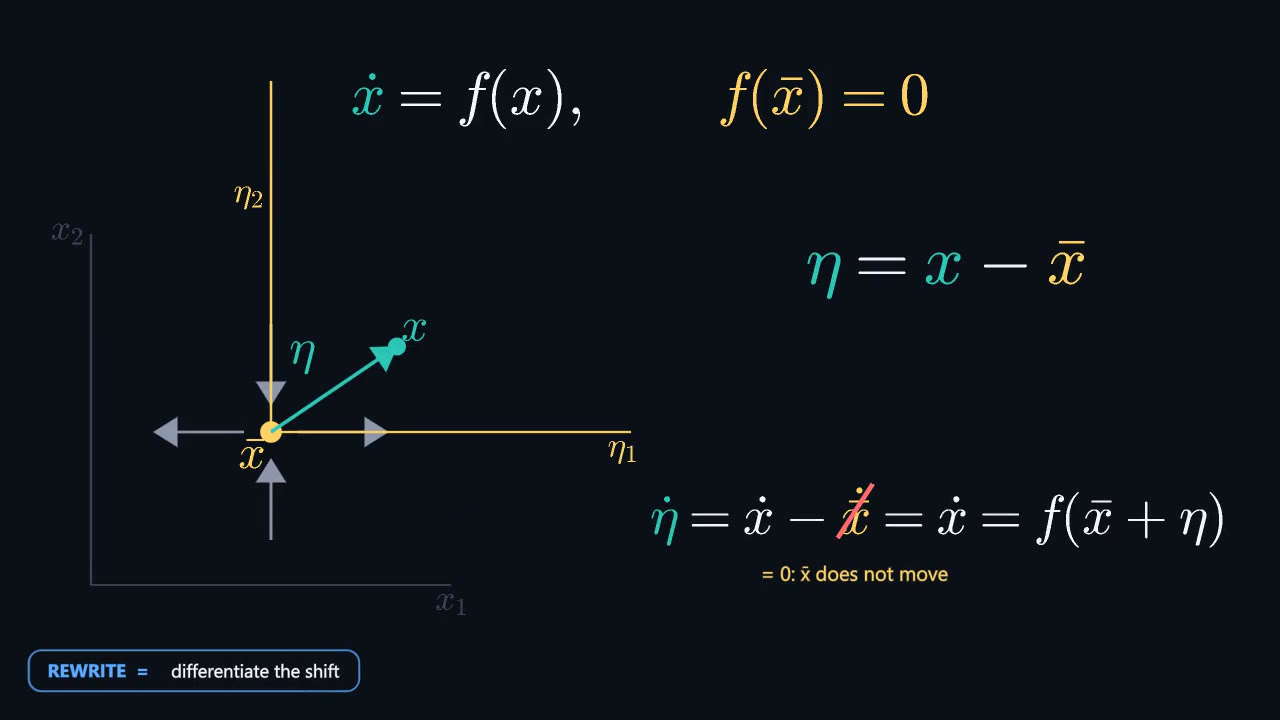 ẋ = f(x), f(x̄) = 0
η₂
x₂
η = x − x̄
x
η
x̄
η₁
η̇ = ẋ − x̄̇ = ẋ = f(x̄ + η)
= 0: x̄ does not move
x₁
REWRITE = differentiate the shift